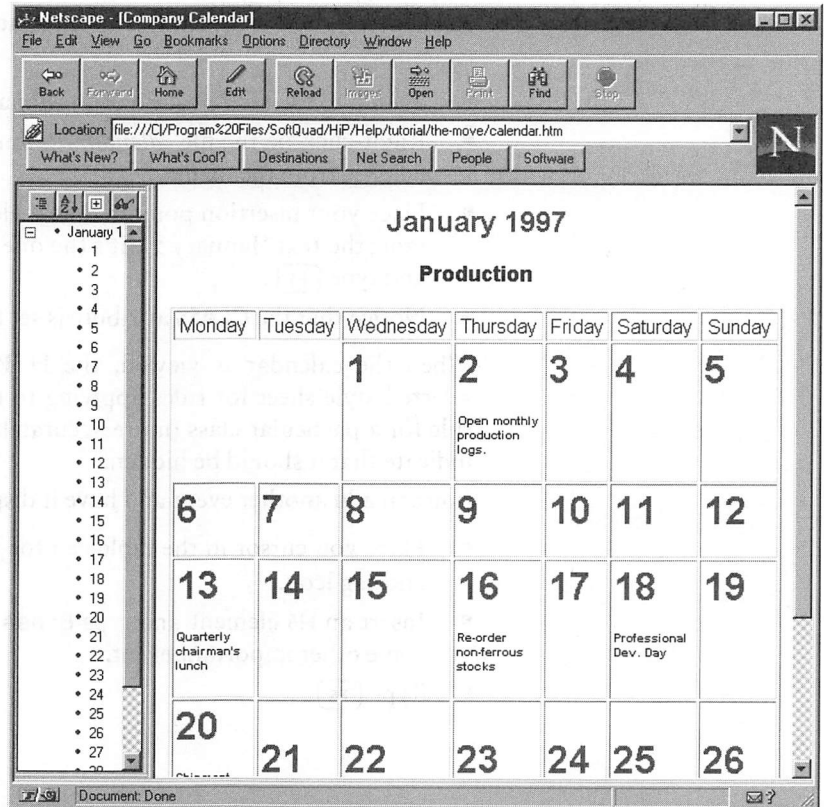 Netscape - [Company Calendar]
File Edit View Go Bookmarks Options Directory Window Help
Back Forward Home Edit Reload Images Open Print Find Stop
Location: file:///C|/Program%20Files/SoftQuad/HiP/Help/tutorial/the-move/calendar.htm
N
What's New? What's Cool? Destinations Net Search People Software
January 1
1
2
3
4
5
6
7
8
9
10
11
12
13
14
15
16
17
18
19
20
21
22
23
24
25
26
27
28
January 1997
Production
Monday Tuesday Wednesday Thursday Friday Saturday Sunday
1 2 3 4 5
Open monthly
production
logs.
6 7 8 9 10 11 12
13 14 15 16 17 18 19
Quarterly
chairman's
lunch
Re-order
non-ferrous
stocks
Professional
Dev. Day
20 21 22 23 24 25 26
Shipment
Document: Done